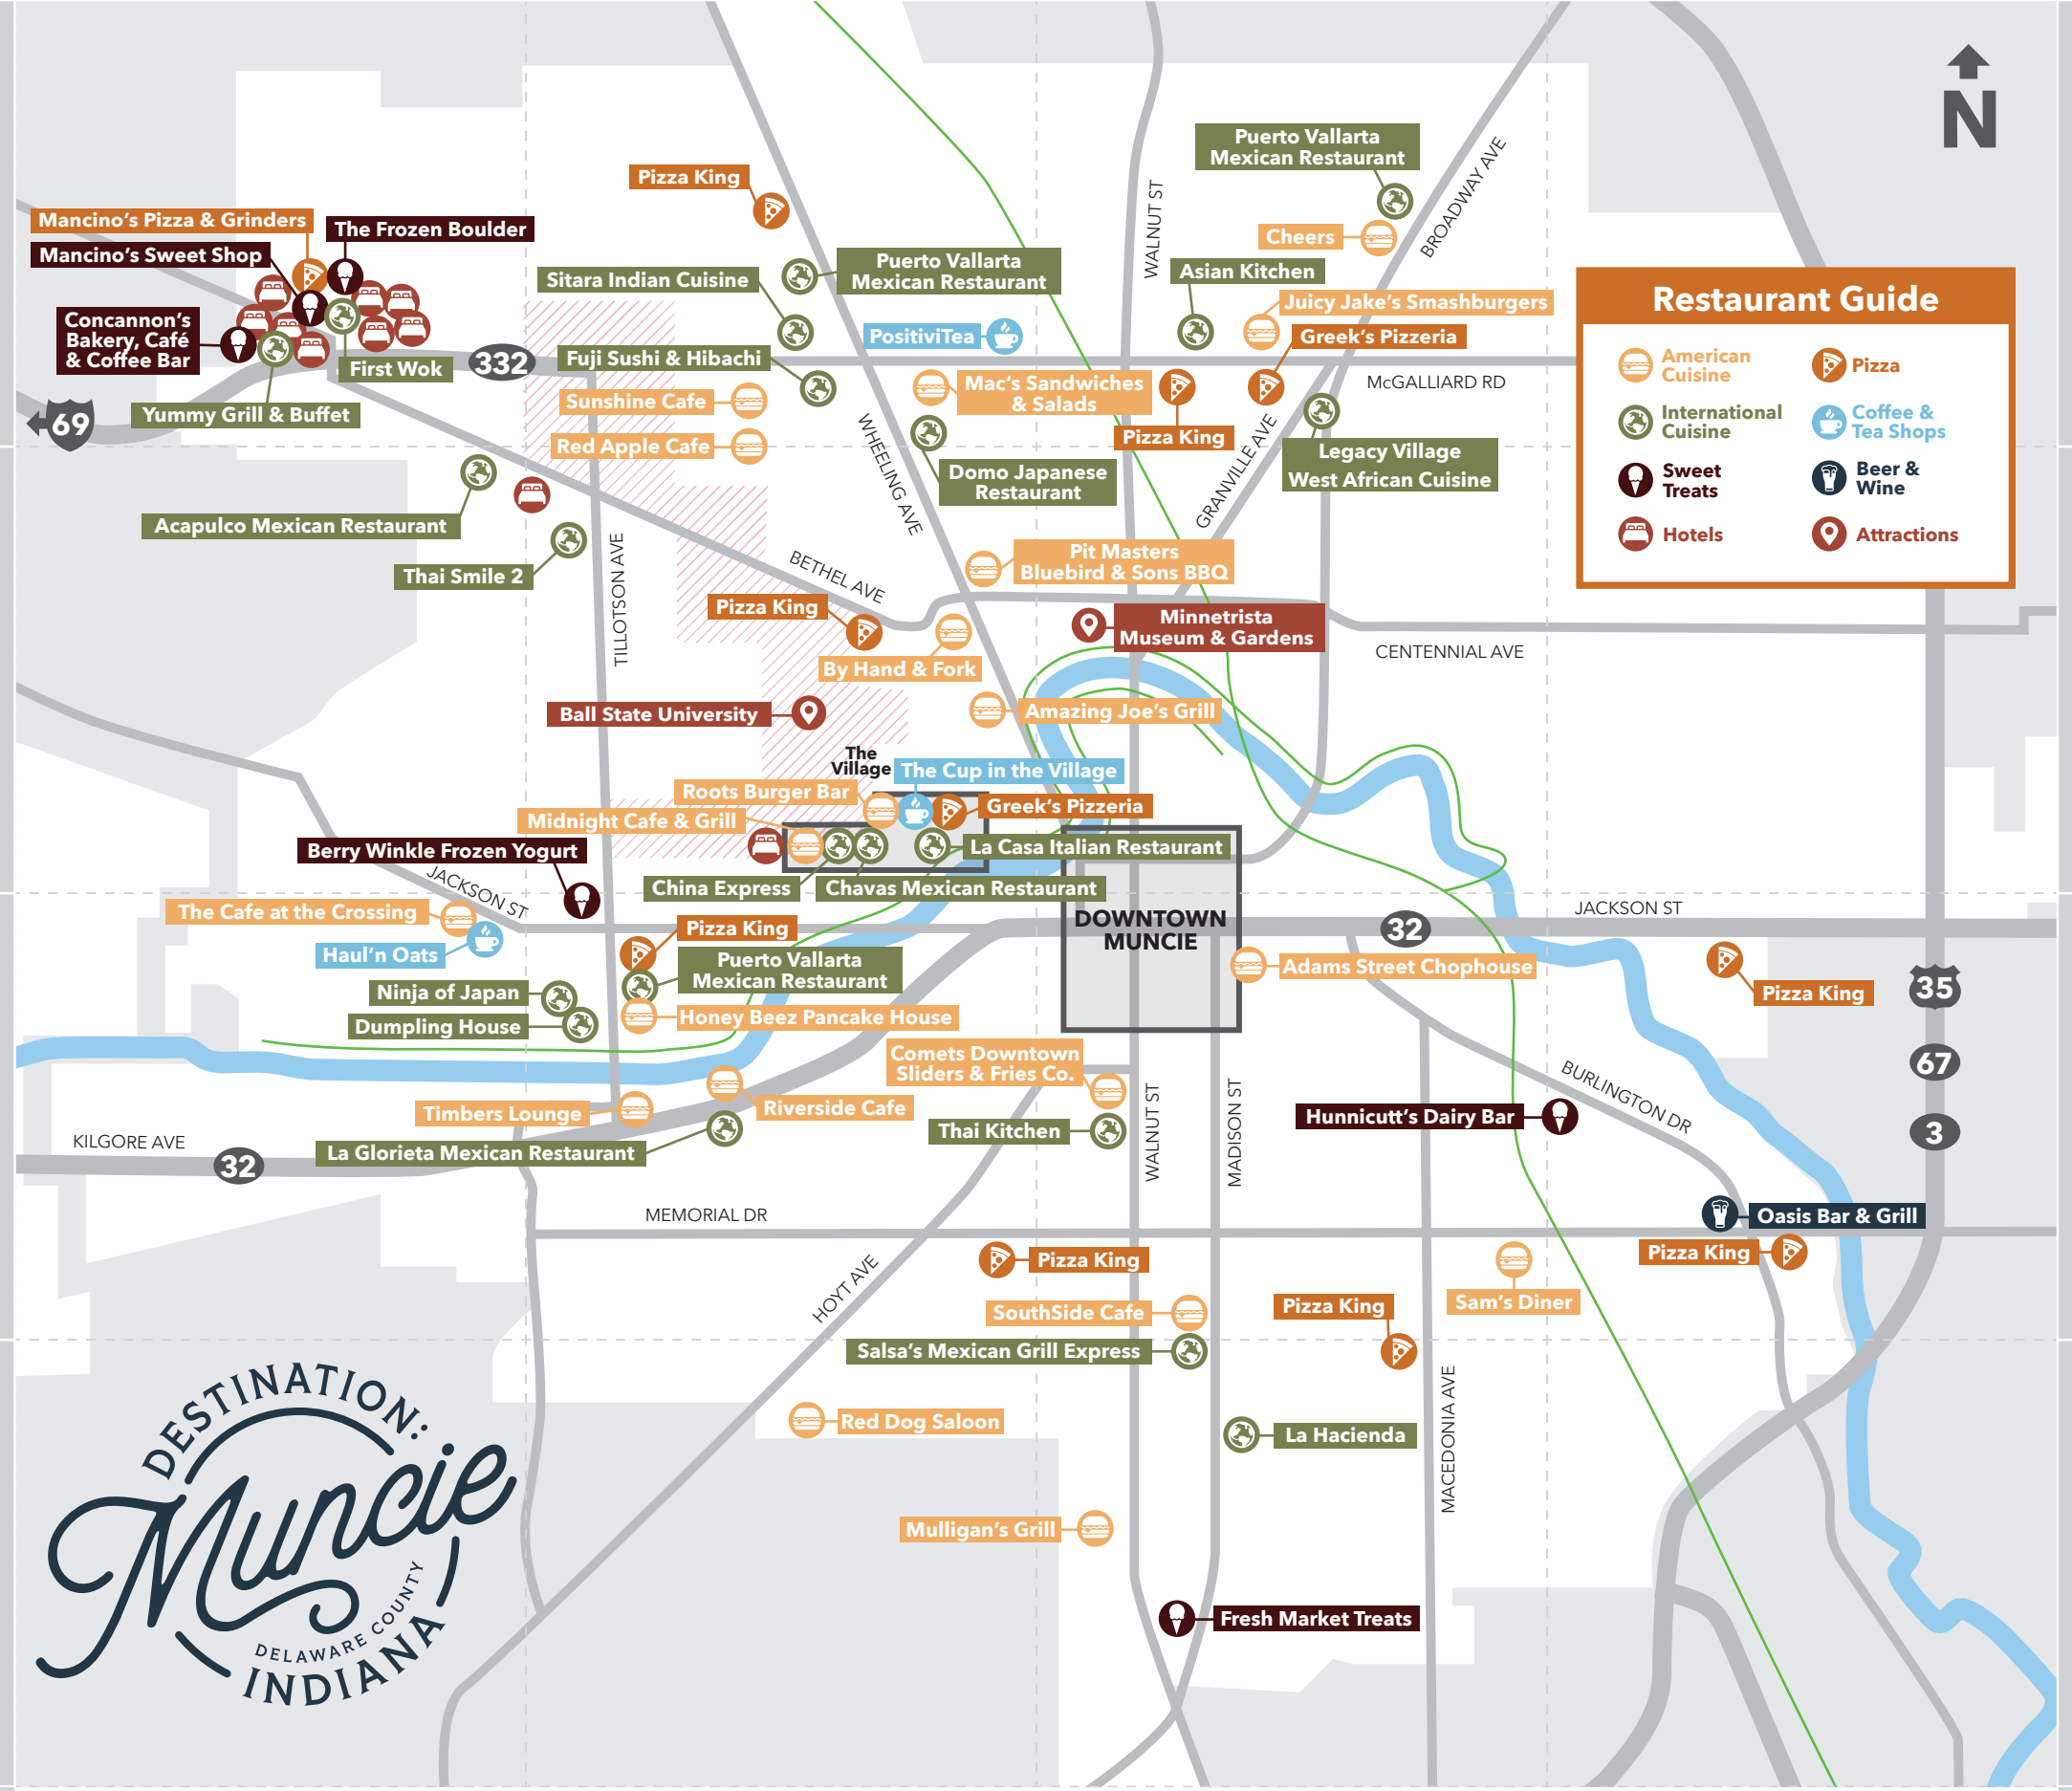 N
Puerto Vallarta
Mexican Restaurant
Pizza King
Mancino's Pizza & Grinders
The Frozen Boulder
Mancino's Sweet Shop
Concannon's
Bakery, Café
& Coffee Bar
First Wok
Yummy Grill & Buffet
332
69
Sitara Indian Cuisine
Puerto Vallarta
Mexican Restaurant
PositiviTea
Fuji Sushi & Hibachi
Sunshine Cafe
Red Apple Cafe
WALNUT ST
BROADWAY AVE
Cheers
Asian Kitchen
Juicy Jake's Smashburgers
Greek's Pizzeria
McGALLIARD RD
Mac's Sandwiches
& Salads
Pizza King
Domo Japanese
Restaurant
Legacy Village
West African Cuisine
WHEELING AVE
GRANVILLE AVE
Restaurant Guide
American
Cuisine
Pizza
International
Cuisine
Coffee &
Tea Shops
Sweet
Treats
Beer &
Wine
Hotels
Attractions
Acapulco Mexican Restaurant
Thai Smile 2
TILLOTSON AVE
BETHEL AVE
Pit Masters
Bluebird & Sons BBQ
Pizza King
By Hand & Fork
Minnetrista
Museum & Gardens
CENTENNIAL AVE
Ball State University
Amazing Joe's Grill
The
Village
The Cup in the Village
Roots Burger Bar
Greek's Pizzeria
Midnight Cafe & Grill
La Casa Italian Restaurant
Berry Winkle Frozen Yogurt
China Express
Chavas Mexican Restaurant
JACKSON ST
The Cafe at the Crossing
Haul'n Oats
Pizza King
Puerto Vallarta
Mexican Restaurant
Ninja of Japan
Dumpling House
Honey Beez Pancake House
DOWNTOWN
MUNCIE
32
JACKSON ST
Adams Street Chophouse
Pizza King
35
67
3
Comets Downtown
Sliders & Fries Co.
Riverside Cafe
Timbers Lounge
La Glorieta Mexican Restaurant
Thai Kitchen
KILGORE AVE
32
WALNUT ST
MADISON ST
Hunnicutt's Dairy Bar
BURLINGTON DR
MEMORIAL DR
Oasis Bar & Grill
Pizza King
Pizza King
Sam's Diner
HOYT AVE
SouthSide Cafe
Pizza King
Salsa's Mexican Grill Express
Red Dog Saloon
La Hacienda
MACEDONIA AVE
Mulligan's Grill
Fresh Market Treats
DESTINATION:
Muncie
DELAWARE COUNTY
INDIANA